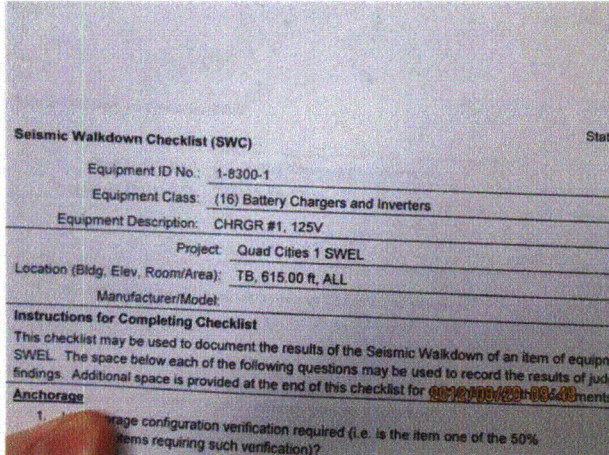 Seismic Walkdown Checklist (SWC) Stat
Equipment ID No.: 1-8300-1
Equipment Class: (16) Battery Chargers and Inverters
Equipment Description: CHRGR #1, 125V
Project: Quad Cities 1 SWEL
Location (Bldg, Elev, Room/Area): TB, 615.00 ft, ALL
Manufacturer/Model:
Instructions for Completing Checklist
This checklist may be used to document the results of the Seismic Walkdown of an item of equipm
SWEL. The space below each of the following questions may be used to record the results of jud
findings. Additional space is provided at the end of this checklist for
Anchorage
1. configuration verification required (i.e. is the item one of the 50%
requiring such verification)?